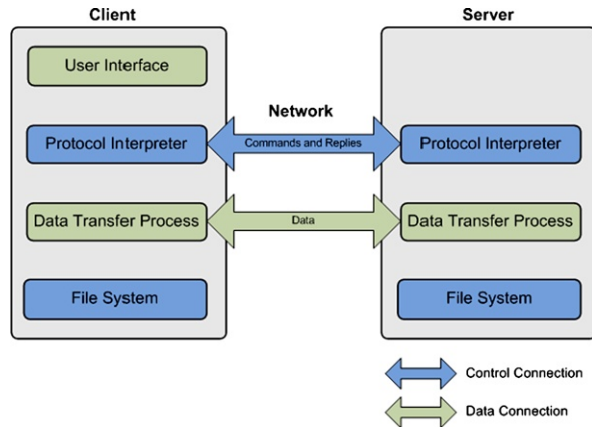 Client
Server
User Interface
Network
Protocol Interpreter
Commands and Replies
Protocol Interpreter
Data Transfer Process
Data
Data Transfer Process
File System
File System
Control Connection
Data Connection